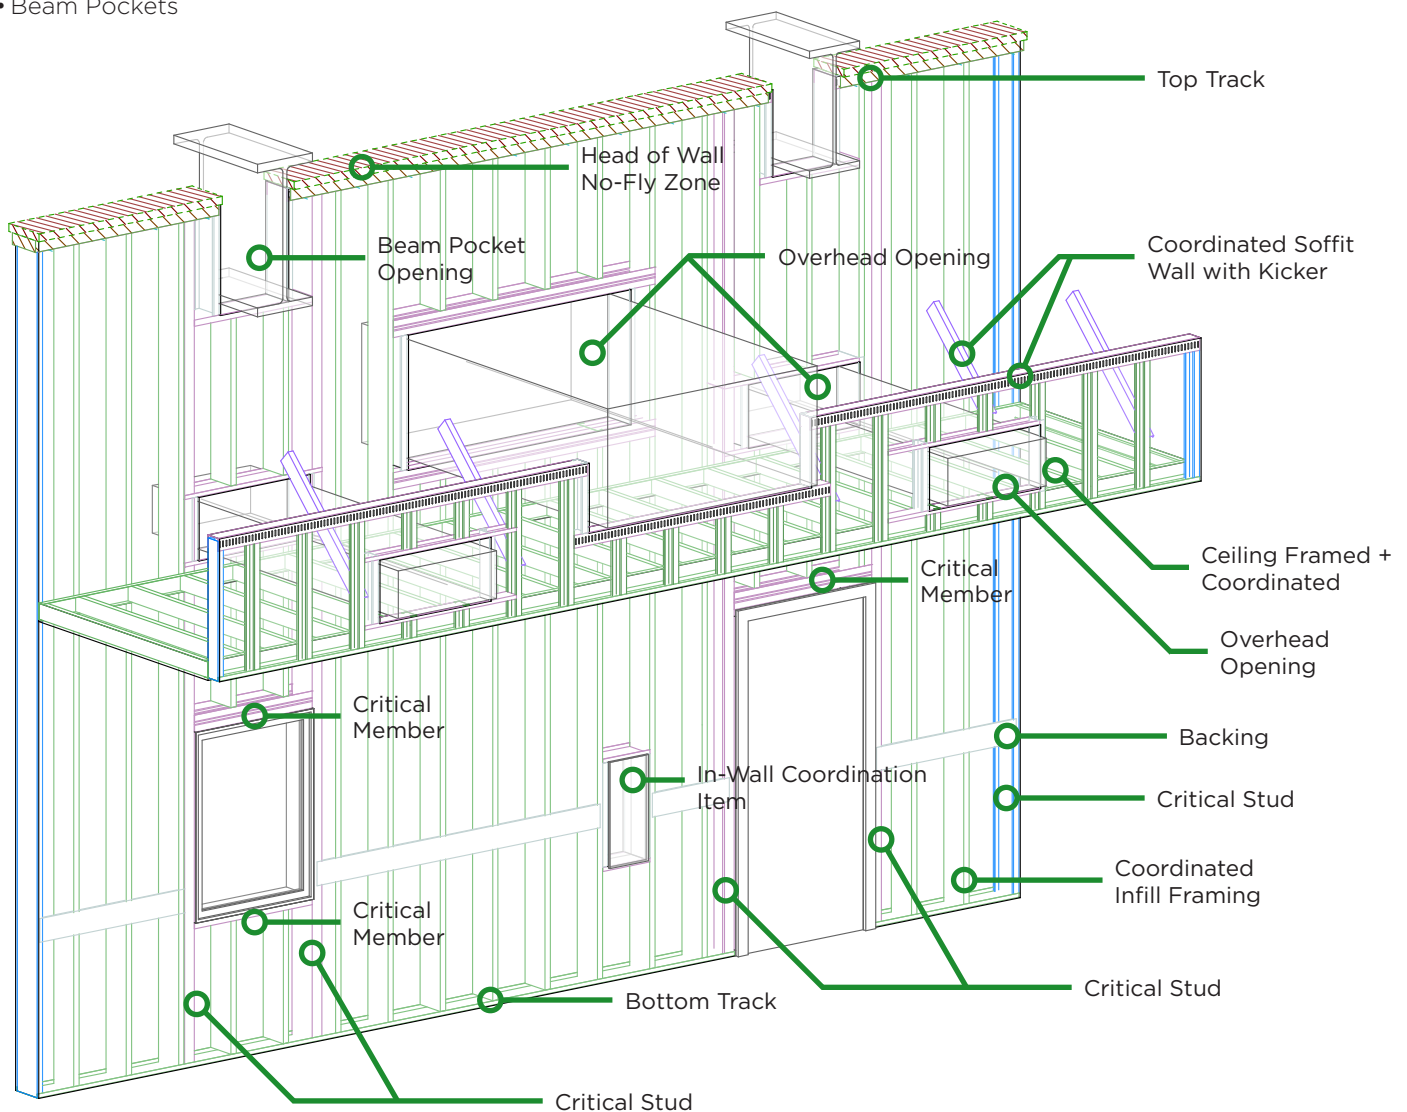 • Beam Pockets
Top Track
Head of Wall
No-Fly Zone
Beam Pocket
Opening
Overhead Opening
Coordinated Soffit
Wall with Kicker
Ceiling Framed +
Coordinated
Critical
Member
Overhead
Opening
Critical
Member
Backing
In-Wall Coordination
Item
Critical Stud
Coordinated
Infill Framing
Critical
Member
Critical Stud
Bottom Track
Critical Stud